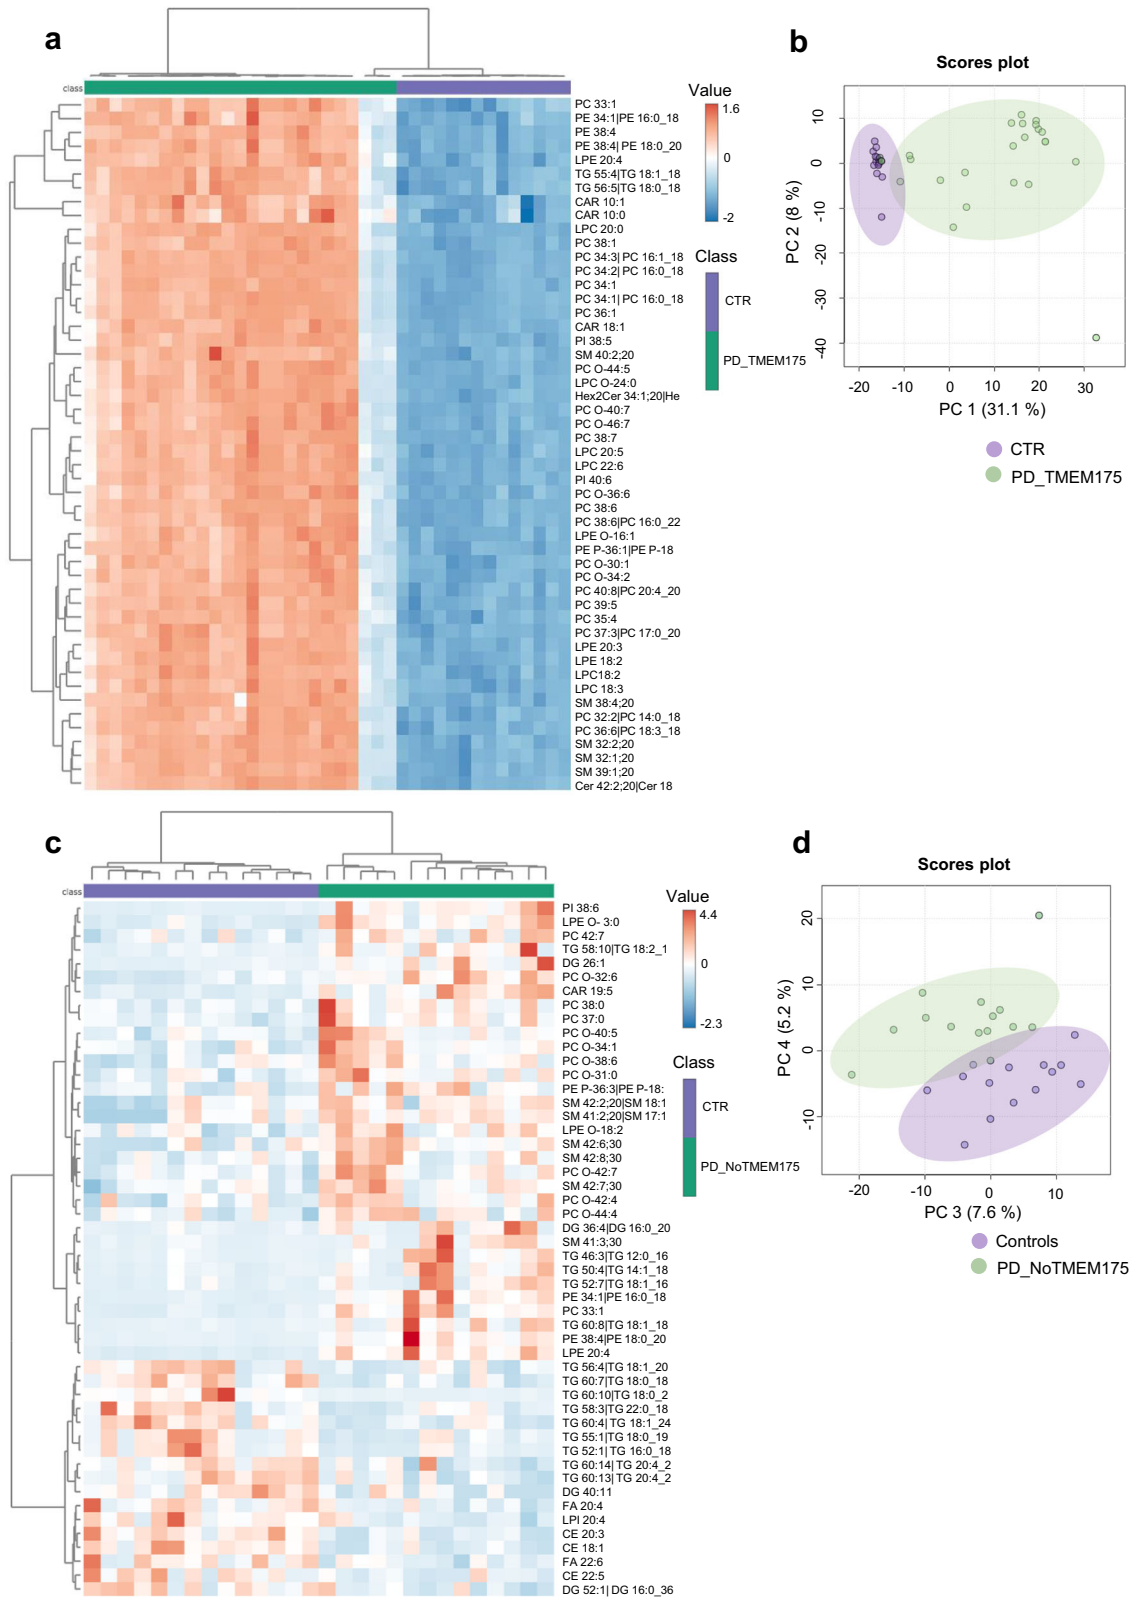 a
class
PC 33:1
PE 34:1|PE 16:0_18
PE 38:4
PE 38:4|PE 18:0_20
LPE 20:4
TG 55:4|TG 18:1_18
TG 56:5|TG 18:0_18
CAR 10:1
CAR 10:0
LPC 20:0
PC 38:1
PC 34:3| PC 16:1_18
PC 34:2| PC 16:0_18
PC 34:1
PC 34:1| PC 16:0_18
PC 36:1
CAR 18:1
PI 38:5
SM 40:2;20
PC O-44:5
LPC O-24:0
Hex2Cer 34:1;20|He
PC O-40:7
PC O-46:7
PC 38:7
LPC 20:5
LPC 22:6
PI 40:6
PC O-36:6
PC 38:6
PC 38:6|PC 16:0_22
LPE O-16:1
PE P-36:1|PE P-18
PC O-30:1
PC O-34:2
PC 40:8|PC 20:4_20
PC 39:5
PC 35:4
PC 37:3|PC 17:0_20
LPE 20:3
LPE 18:2
LPC18:2
LPC 18:3
SM 38:4;20
PC 32:2|PC 14:0_18
PC 36:6|PC 18:3_18
SM 32:2;20
SM 32:1;20
SM 39:1;20
Cer 42:2;20|Cer 18
Value
1.6
0
-2
Class
CTR
PD_TMEM175
b
Scores plot
PC 2 (8 %)
10
0
-10
-20
-30
-40
-20
-10
0
10
20
30
PC 1 (31.1 %)
CTR
PD_TMEM175
c
class
PI 38:6
LPE O- 3:0
PC 42:7
TG 58:10|TG 18:2_1
DG 26:1
PC O-32:6
CAR 19:5
PC 38:0
PC 37:0
PC O-40:5
PC O-34:1
PC O-38:6
PC O-31:0
PE P-36:3|PE P-18:
SM 42:2;20|SM 18:1
SM 41:2;20|SM 17:1
LPE O-18:2
SM 42:6;30
SM 42:8;30
PC O-42:7
SM 42:7;30
PC O-42:4
PC O-44:4
DG 36:4|DG 16:0_20
SM 41:3;30
TG 46:3|TG 12:0_16
TG 50:4|TG 14:1_18
TG 52:7|TG 18:1_16
PE 34:1|PE 16:0_18
PC 33:1
TG 60:8|TG 18:1_18
PE 38:4|PE 18:0_20
LPE 20:4
TG 56:4|TG 18:1_20
TG 60:7|TG 18:0_18
TG 60:10|TG 18:0_2
TG 58:3|TG 22:0_18
TG 60:4| TG 18:1_24
TG 55:1|TG 18:0_19
TG 52:1| TG 16:0_18
TG 60:14| TG 20:4_2
TG 60:13| TG 20:4_2
DG 40:11
FA 20:4
LPI 20:4
CE 20:3
CE 18:1
FA 22:6
CE 22:5
DG 52:1| DG 16:0_36
Value
4.4
0
-2.3
Class
CTR
PD_NoTMEM175
d
Scores plot
PC 4 (5.2 %)
20
10
0
-10
-20
-10
0
10
PC 3 (7.6 %)
Controls
PD_NoTMEM175